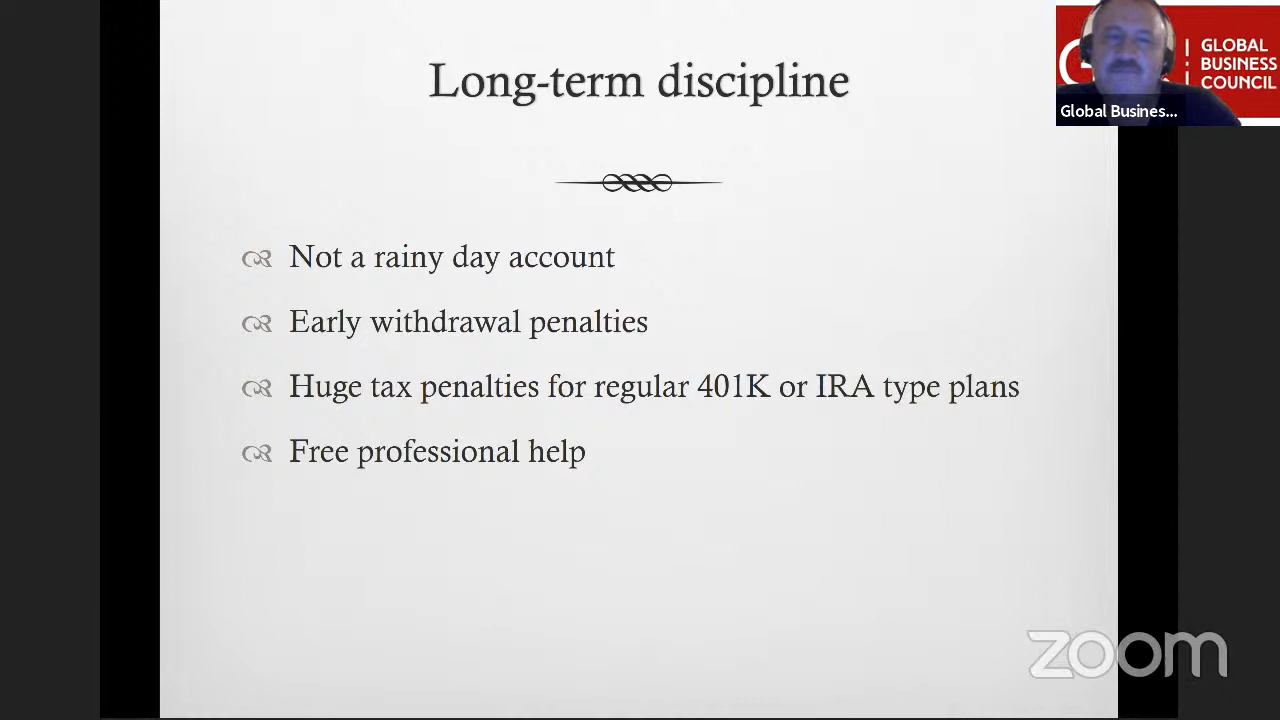 Long-term discipline
GLOBAL
BUSINESS
COUNCIL
Global Busines...
Not a rainy day account
Early withdrawal penalties
Huge tax penalties for regular 401K or IRA type plans
Free professional help
zoom